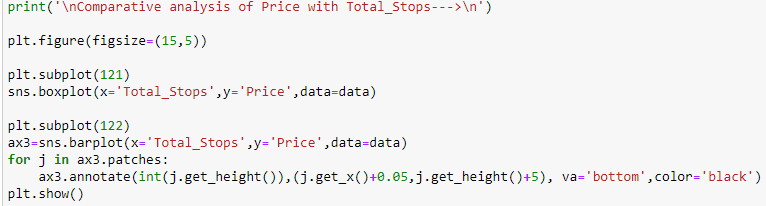 print('\nComparative analysis of Price with Total_Stops--->\n')
plt.figure(figsize=(15,5))
plt.subplot(121)
sns.boxplot(x='Total_Stops',y='Price',data=data)
plt.subplot(122)
ax3=sns.barplot(x='Total_Stops',y='Price',data=data)
for j in ax3.patches:
    ax3.annotate(int(j.get_height()),(j.get_x()+0.05,j.get_height()+5), va='bottom',color='black')
plt.show()